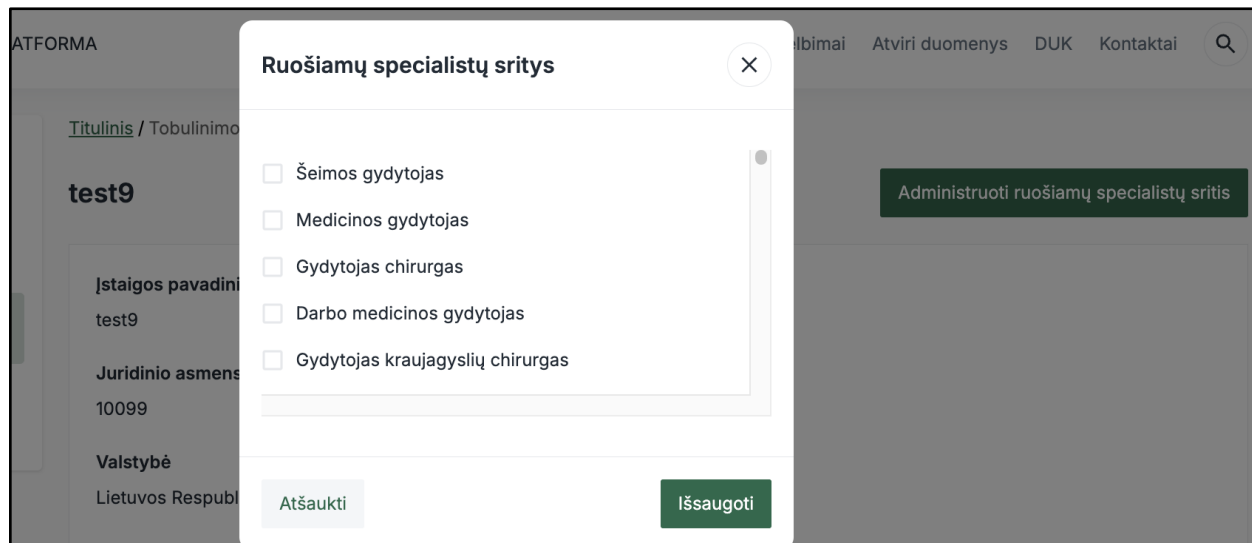 ATFORMA
elbimai Atviri duomenys DUK Kontaktai
Ruošiamų specialistų sritys
Titulinis / Tobulinimo
test9
Administruoti ruošiamų specialistų sritis
Šeimos gydytojas
Medicinos gydytojas
Gydytojas chirurgas
Darbo medicinos gydytojas
Gydytojas kraujagyslių chirurgas
Įstaigos pavadini
test9
Juridinio asmens
10099
Valstybė
Lietuvos Respubl
Atšaukti
Išsaugoti